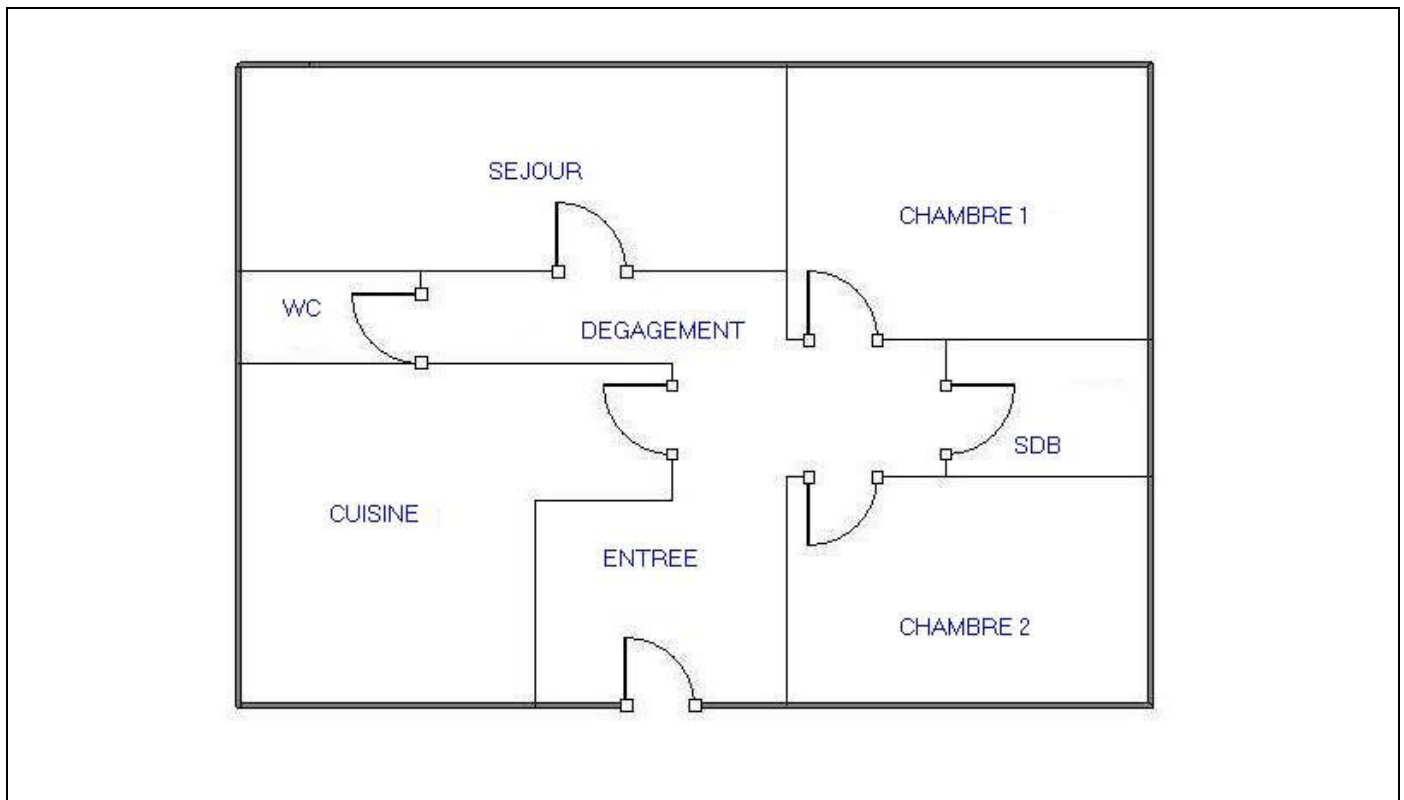 SEJOUR
CHAMBRE 1
WC
DEGAGEMENT
SDB
CUISINE
ENTREE
CHAMBRE 2